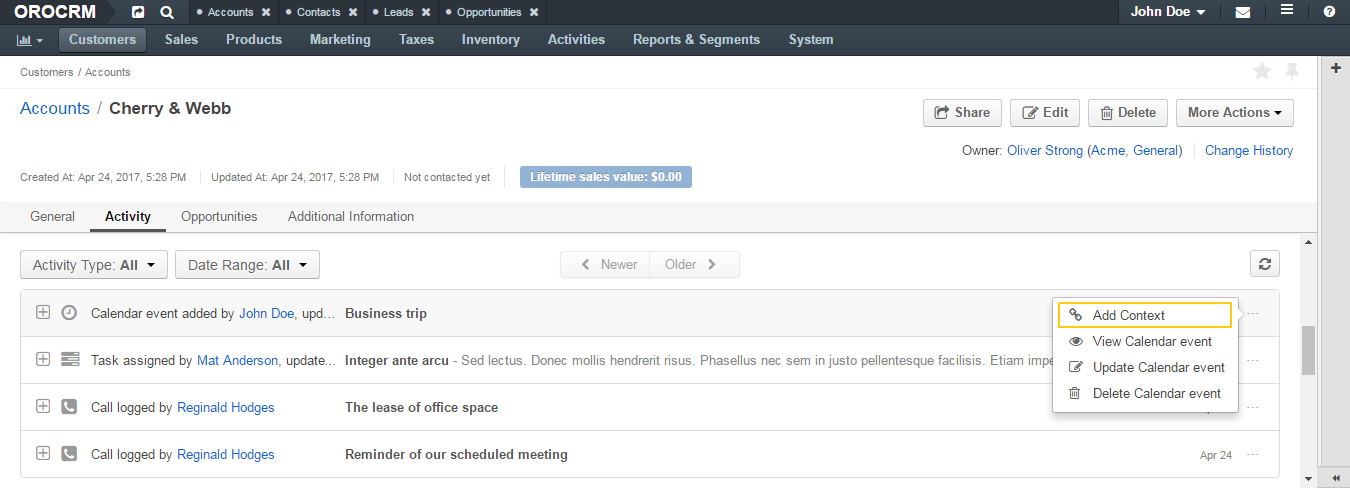 OROCRM Accounts Contacts Leads Opportunities John Doe
Customers Sales Products Marketing Taxes Inventory Activities Reports & Segments System
Customers / Accounts
Accounts / Cherry & Webb Share Edit Delete More Actions
Owner: Oliver Strong (Acme, General) Change History
Created At: Apr 24, 2017, 5:28 PM Updated At: Apr 24, 2017, 5:28 PM Not contacted yet Lifetime sales value: $0.00
General Activity Opportunities Additional Information
Activity Type: All Date Range: All Newer Older
Calendar event added by John Doe, upd... Business trip
Add Context
View Calendar event
Update Calendar event
Delete Calendar event
Task assigned by Mat Anderson, update... Integer ante arcu - Sed lectus. Donec mollis hendrerit risus. Phasellus nec sem in justo pellentesque facilisis. Etiam impe
Call logged by Reginald Hodges The lease of office space
Call logged by Reginald Hodges Reminder of our scheduled meeting Apr 24